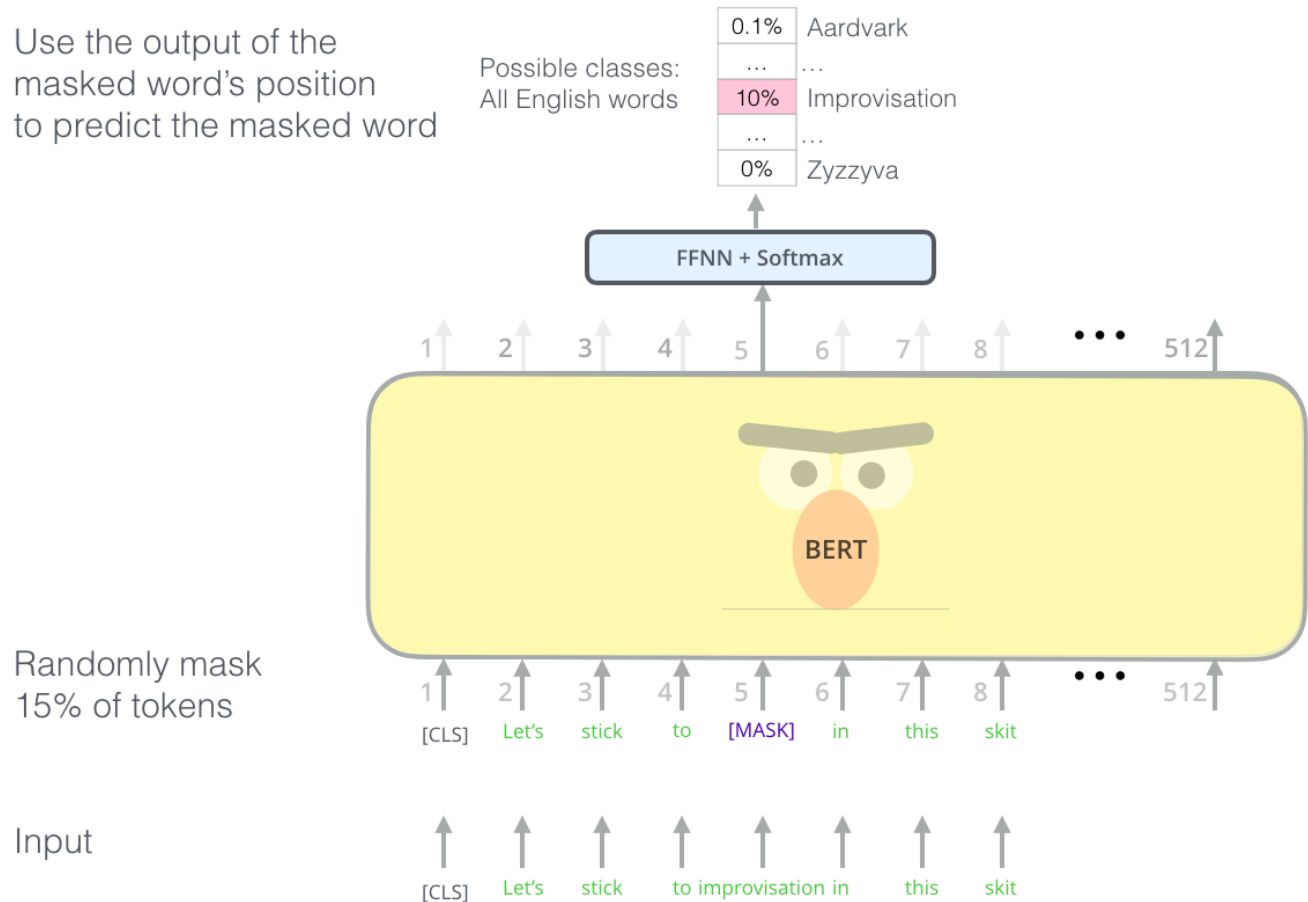 Use the output of the
masked word's position
to predict the masked word
Possible classes:
All English words
0.1% Aardvark
... ...
10% Improvisation
... ...
0% Zyzzyva
FFNN + Softmax
1 2 3 4 5 6 7 8 ••• 512
BERT
Randomly mask
15% of tokens
1 2 3 4 5 6 7 8 ••• 512
[CLS] Let's stick to [MASK] in this skit
Input
[CLS] Let's stick to improvisation in this skit